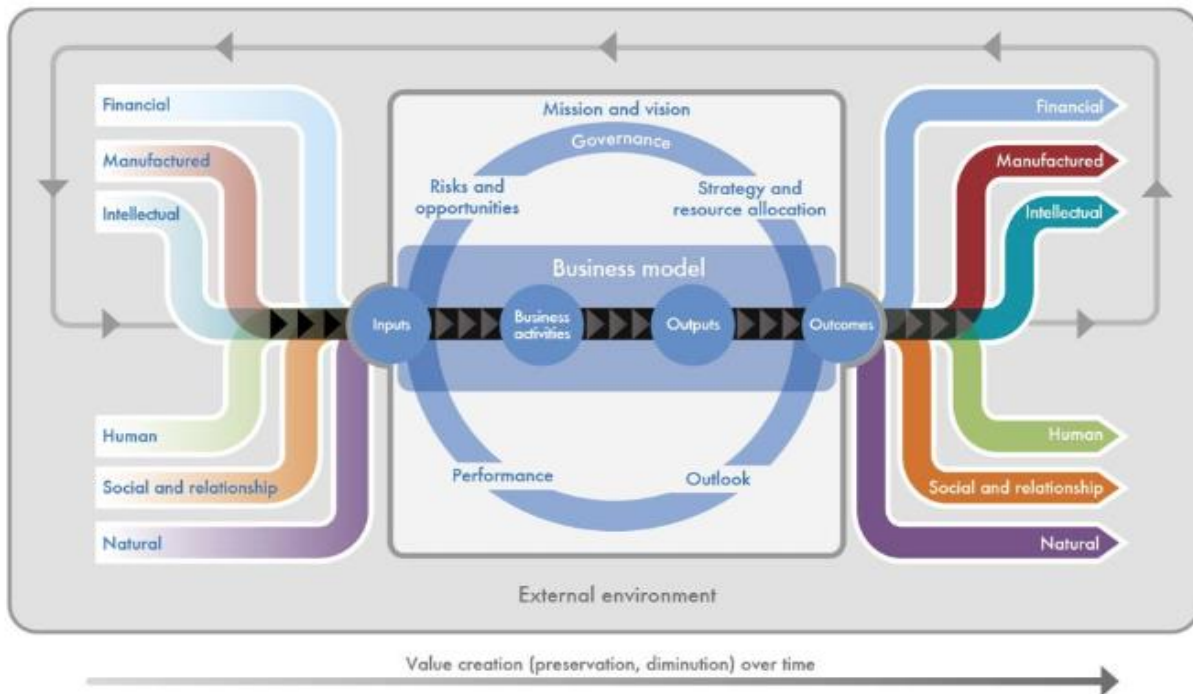 Financial
Manufactured
Intellectual
Human
Social and relationship
Natural
Mission and vision
Governance
Risks and
opportunities
Strategy and
resource allocation
Business model
Inputs
Business
activities
Outputs
Outcomes
Performance
Outlook
Financial
Manufactured
Intellectual
Human
Social and relationship
Natural
External environment
Value creation (preservation, diminution) over time